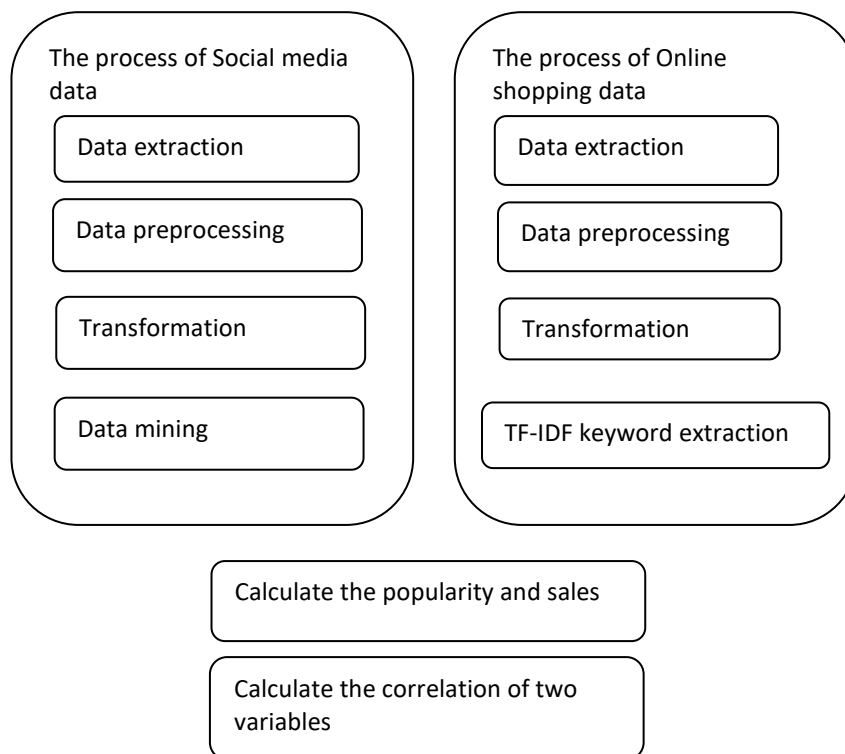 The process of Social media
data
Data extraction
Data preprocessing
Transformation
Data mining
The process of Online
shopping data
Data extraction
Data preprocessing
Transformation
TF-IDF keyword extraction
Calculate the popularity and sales
Calculate the correlation of two
variables